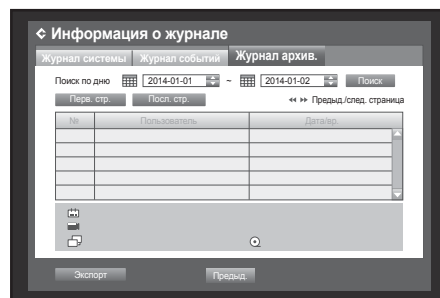 Информация о журнале
Журнал системы Журнал событий Журнал архив.
Поиск по дню 2014-01-01 ~ 2014-01-02 Поиск
Перв. стр. Посл. стр. Предыд./след. страница
№ Пользователь Дата/вр.
Экспорт Предыд.